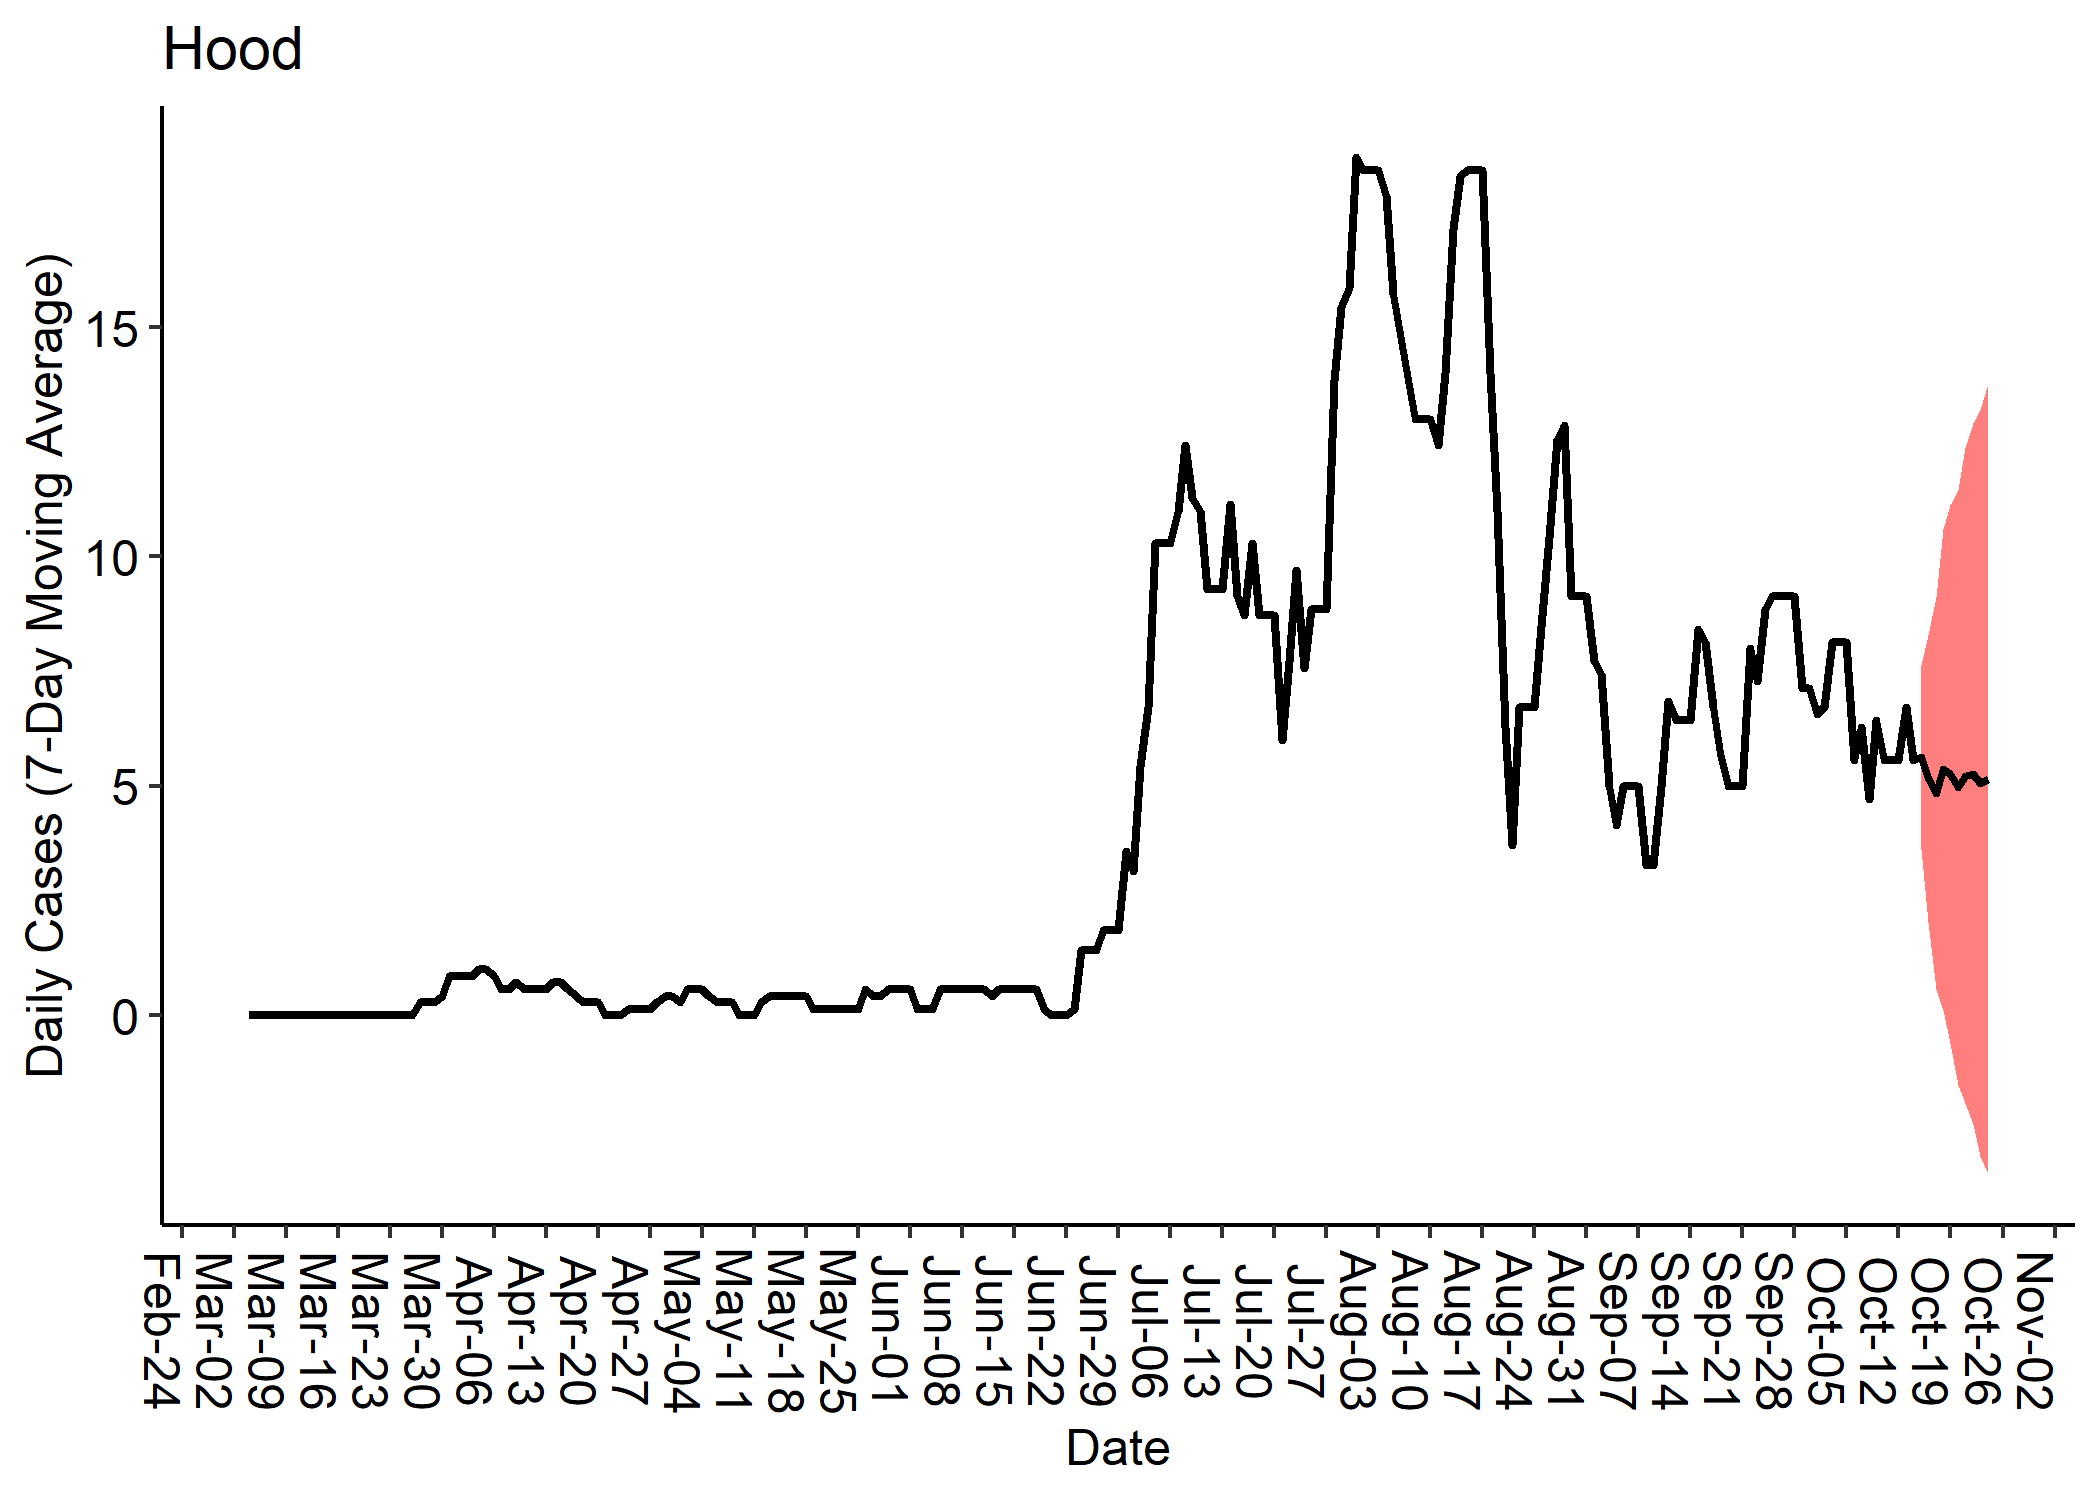 Hood
Daily Cases (7-Day Moving Average)
15
10
5
0
Feb-24
Mar-02
Mar-09
Mar-16
Mar-23
Mar-30
Apr-06
Apr-13
Apr-20
Apr-27
May-04
May-11
May-18
May-25
Jun-01
Jun-08
Jun-15
Jun-22
Jun-29
Jul-06
Jul-13
Jul-20
Jul-27
Aug-03
Aug-10
Aug-17
Aug-24
Aug-31
Sep-07
Sep-14
Sep-21
Sep-28
Oct-05
Oct-12
Oct-19
Oct-26
Nov-02
Date